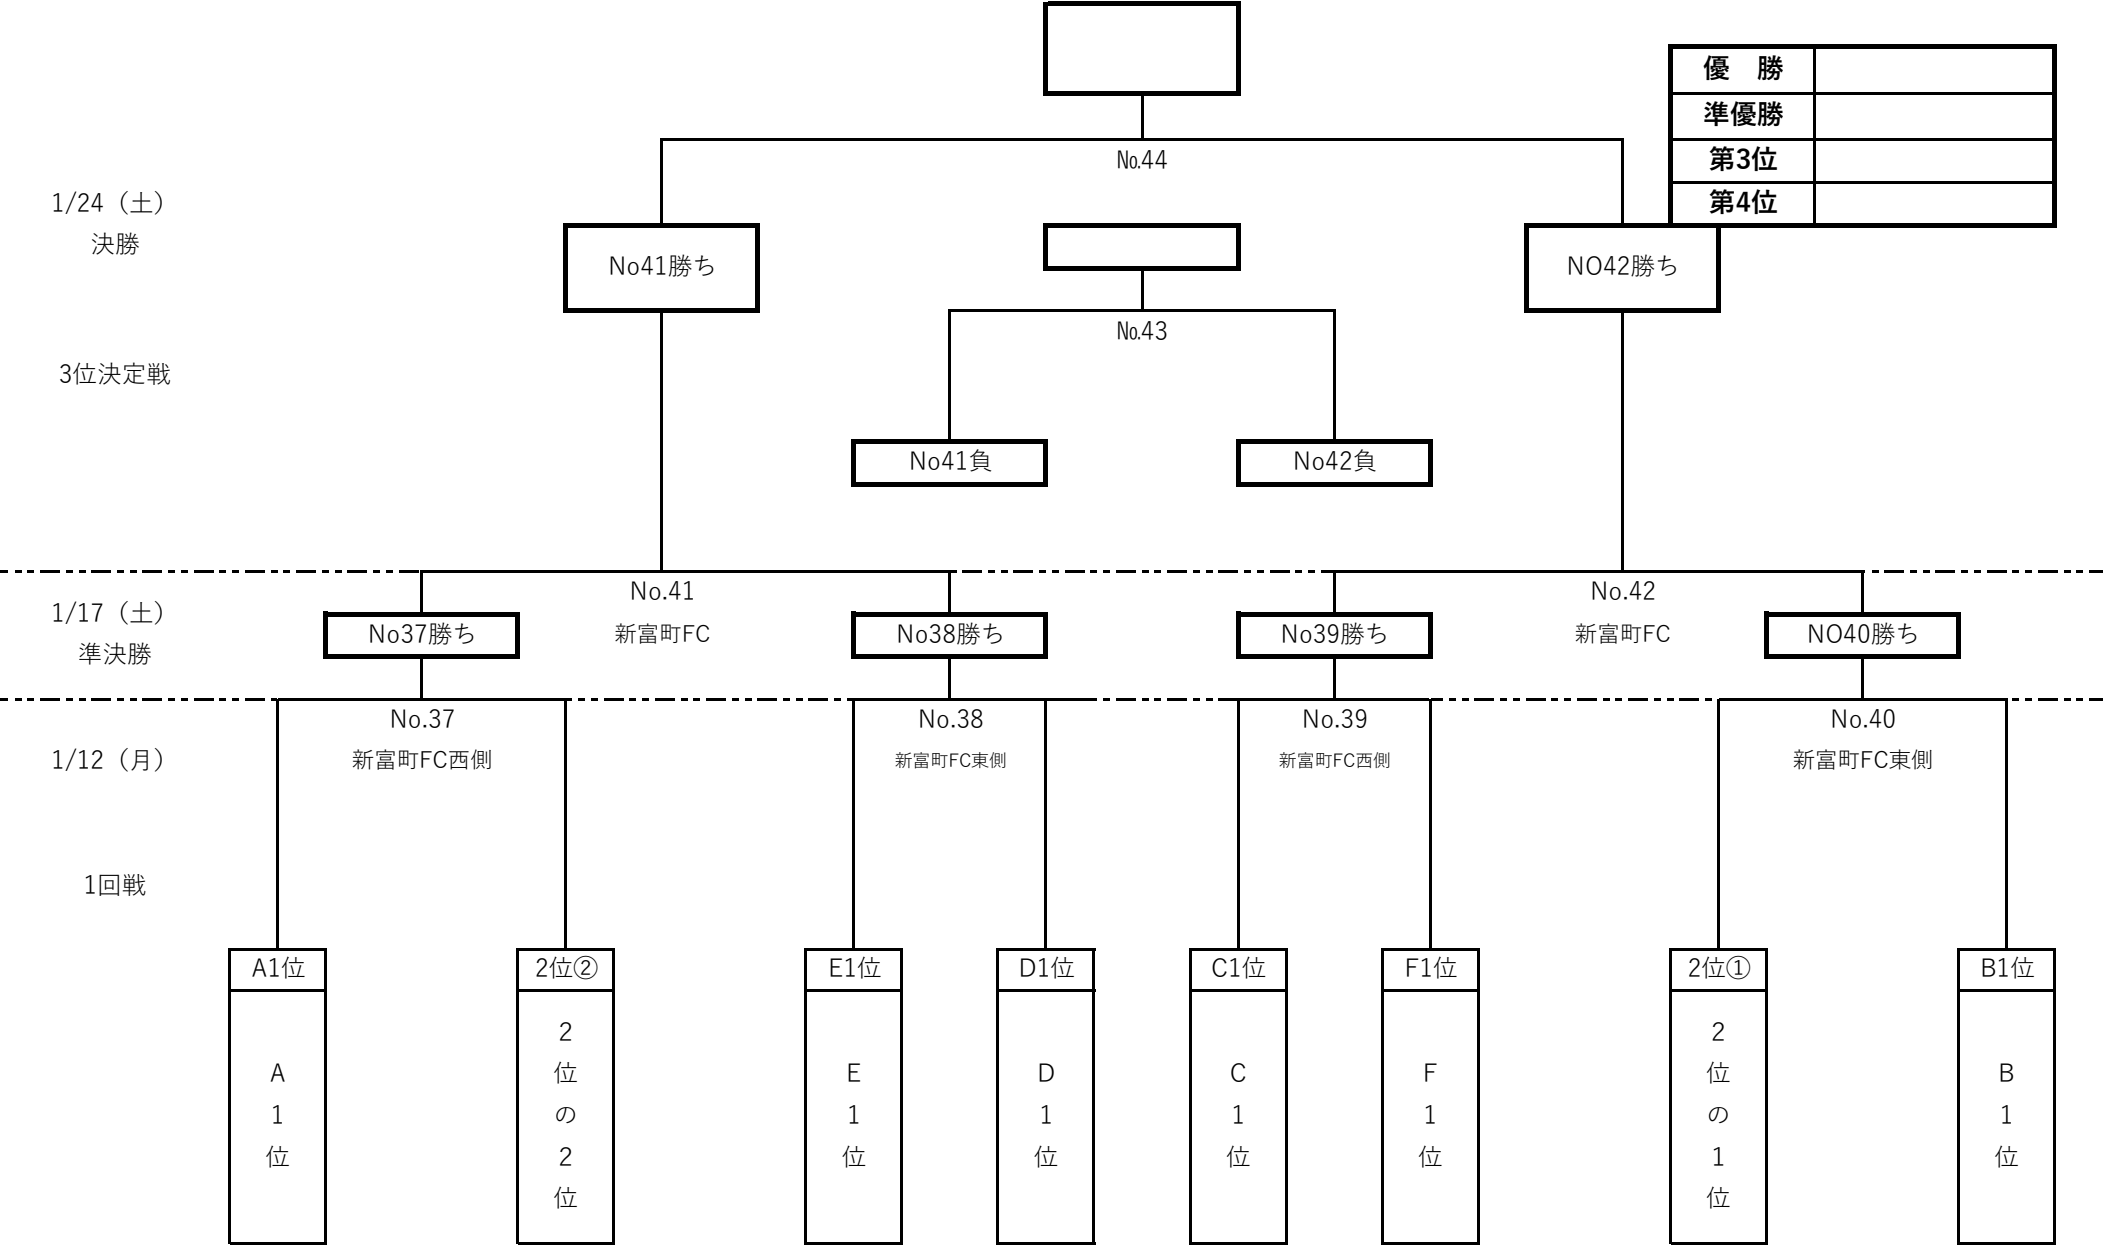 優　勝
準優勝
第3位
第4位
№44
1/24（土）
決勝
No41勝ち
NO42勝ち
№43
3位決定戦
No41負
No42負
No.41
No.42
1/17（土）
準決勝
No37勝ち
新富町FC
No38勝ち
No39勝ち
新富町FC
NO40勝ち
No.37
No.38
No.39
No.40
1/12（月）
新富町FC西側
新富町FC東側
新富町FC西側
新富町FC東側
1回戦
A1位
2位②
E1位
D1位
C1位
F1位
2位①
B1位
A1位
2位の2位
E1位
D1位
C1位
F1位
2位の1位
B1位